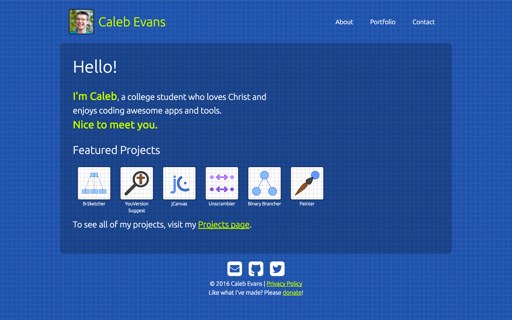 Caleb Evans
About Portfolio Contact
Hello!
I'm Caleb, a college student who loves Christ and
enjoys coding awesome apps and tools.
Nice to meet you.
Featured Projects
jC
BrSketcher YouVersion Suggest jCanvas Unscrambler Binary Brancher Painter
To see all of my projects, visit my Projects page.
© 2016 Caleb Evans | Privacy Policy
Like what I've made? Please donate!